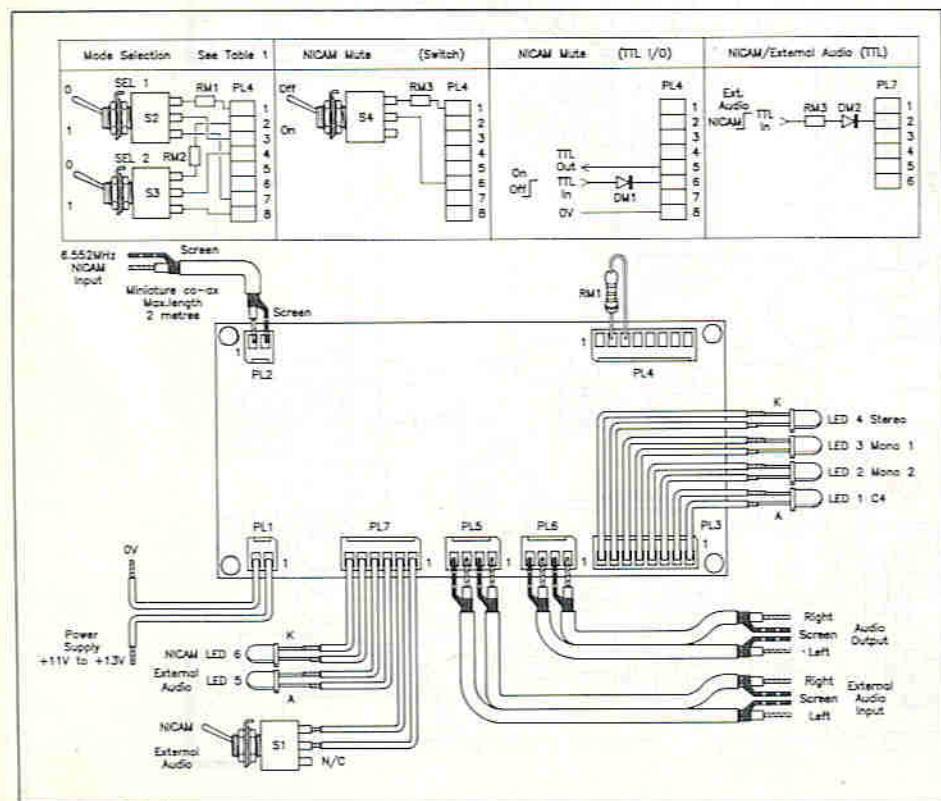 Mode Selection See Table 1
0
SEL 1
RM1 PL4
S2
1
0
SEL 2
RM2
S3
1
1
2
3
4
5
6
7
8
NICAM Mute (Switch)
Off
RM3 PL4
On
S4
1
2
3
4
5
6
7
8
NICAM Mute (TTL I/O)
PL4
1
2
3
4
5
6
7
8
TTL
Out
On
Off
TTL
In
DM1
0V
NICAM/External Audio (TTL)
PL7
Ext.
Audio
NICAM
TTL
In
RM3 DM2
1
2
3
4
5
6
6.552MHz
NICAM
Input
Screen
Miniature co-ax
Max.length
2 metres
Screen
1
PL2
RM1
1
PL4
K
LED 4 Stereo
LED 3 Mono 1
LED 2 Mono 2
LED 1 C4
A
PL3
1
PL1
1
PL7
1
PL5
1
PL6
1
0V
Power
Supply
+11V to +13V
K
NICAM LED 6
External
Audio
LED 5
A
NICAM
External
Audio
S1
N/C
Right
Screen
Left
Audio
Output
Right
Screen
Left
External
Audio
Input